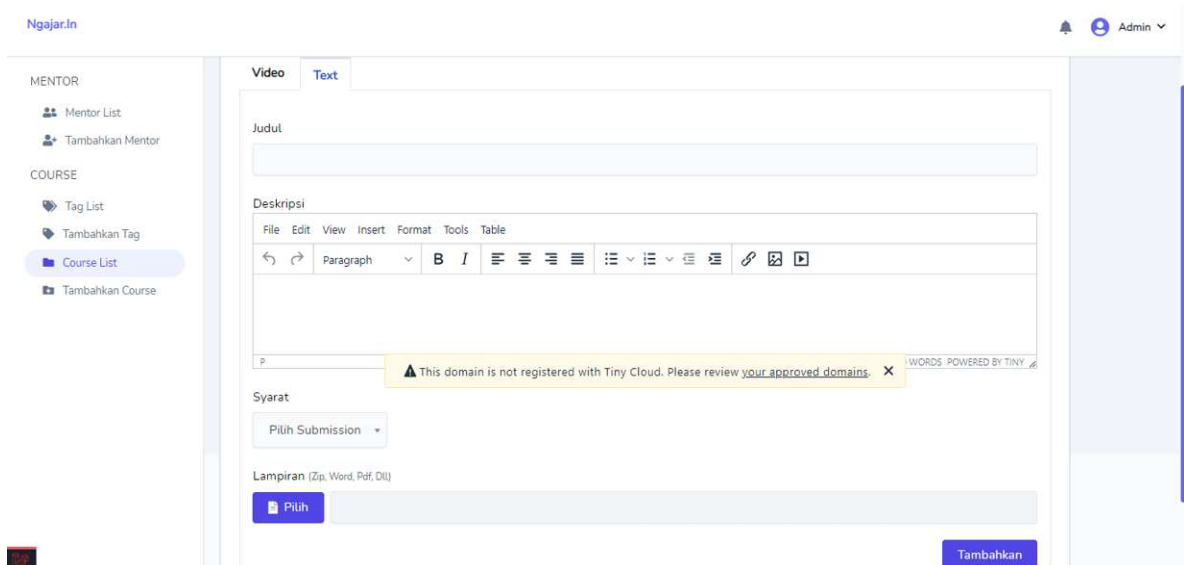 Ngajar.In
Admin
MENTOR
Mentor List
Tambahkan Mentor
COURSE
Tag List
Tambahkan Tag
Course List
Tambahkan Course
Video Text
Judul
Deskripsi
File Edit View Insert Format Tools Table
Paragraph B I
P WORDS POWERED BY TINY
This domain is not registered with Tiny Cloud. Please review your approved domains.
Syarat
Pilih Submission
Lampiran (Zip, Word, Pdf, Dll)
Pilih
Tambahkan